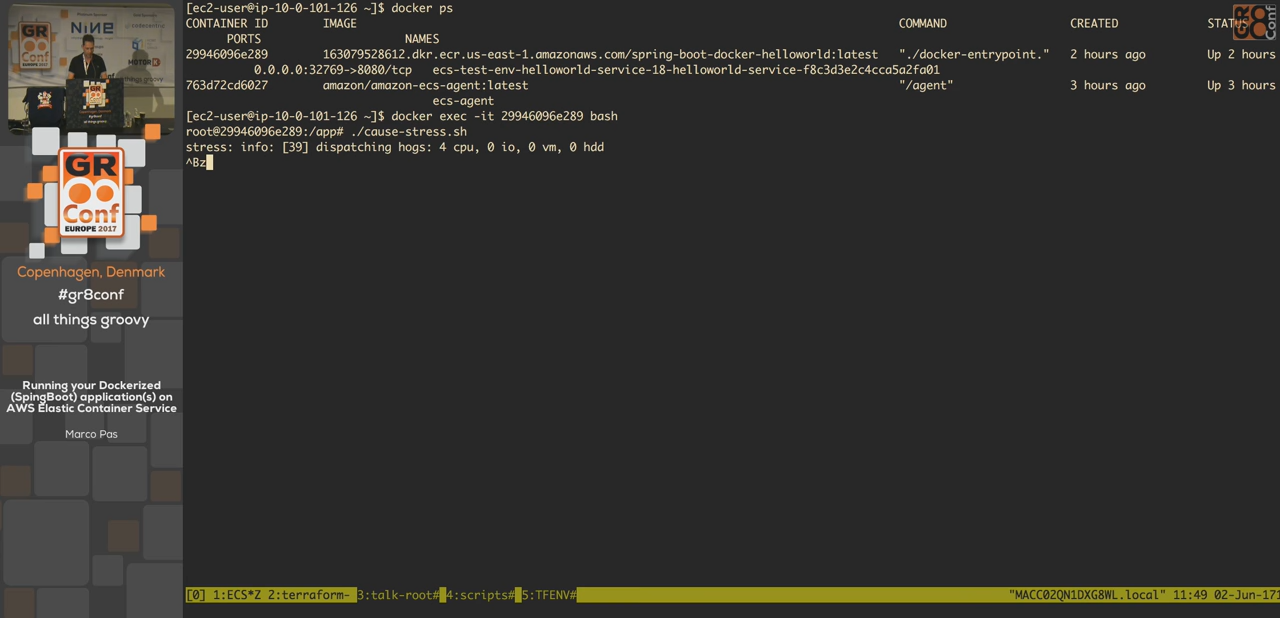 [ec2-user@ip-10-0-101-126 ~]$ docker ps
CONTAINER ID IMAGE COMMAND CREATED STATUS
PORTS NAMES
29946096e289 163079528612.dkr.ecr.us-east-1.amazonaws.com/spring-boot-docker-helloworld:latest "./docker-entrypoint." 2 hours ago Up 2 hours
0.0.0.0:32769->8080/tcp ecs-test-env-helloworld-service-18-helloworld-service-f8c3d3e2c4cca5a2fa01
763d72cd6027 amazon/amazon-ecs-agent:latest "/agent" 3 hours ago Up 3 hours
ecs-agent
[ec2-user@ip-10-0-101-126 ~]$ docker exec -it 29946096e289 bash
root@29946096e289:/app# ./cause-stress.sh
stress: info: [39] dispatching hogs: 4 cpu, 0 io, 0 vm, 0 hdd
^Bz
[0] 1:ECS*Z 2:terraform- 3:talk-root# 4:scripts# 5:TFENV# "MACC02QN1DXG8WL.local" 11:49 02-Jun-171
GR
Conf
NINE
GR
Conf
EUROPE 2017
Copenhagen, Denmark
#gr8conf
all things groovy
Running your Dockerized
(SpingBoot) application(s) on
AWS Elastic Container Service
Marco Pas